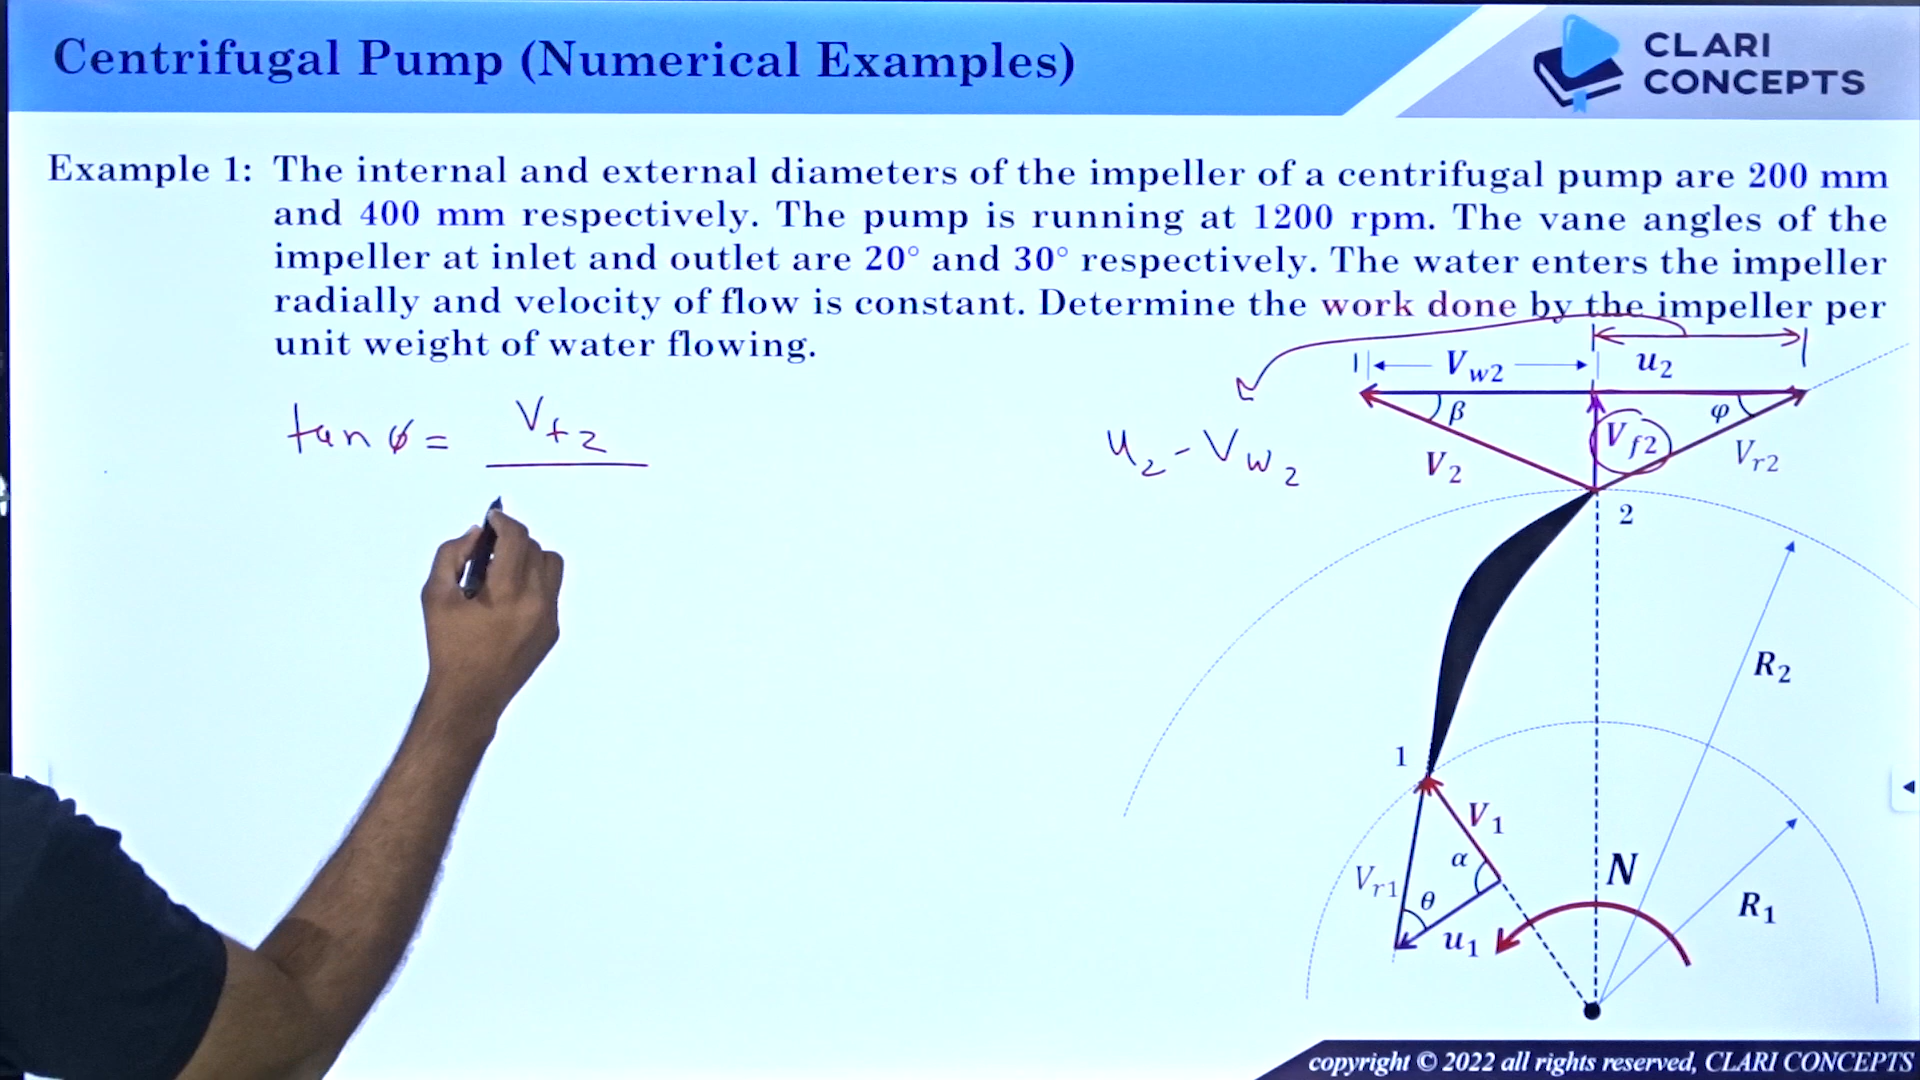 Centrifugal Pump (Numerical Examples)
CLARI
CONCEPTS
Example 1: The internal and external diameters of the impeller of a centrifugal pump are 200 mm
and 400 mm respectively. The pump is running at 1200 rpm. The vane angles of the
impeller at inlet and outlet are 20° and 30° respectively. The water enters the impeller
radially and velocity of flow is constant. Determine the work done by the impeller per
unit weight of water flowing.
tan φ = Vf2
u2 - Vw2
Vw2
u2
β
φ
V2
Vf2
Vr2
2
R2
1
V1
α
Vr1
θ
u1
N
R1
copyright © 2022 all rights reserved, CLARI CONCEPTS